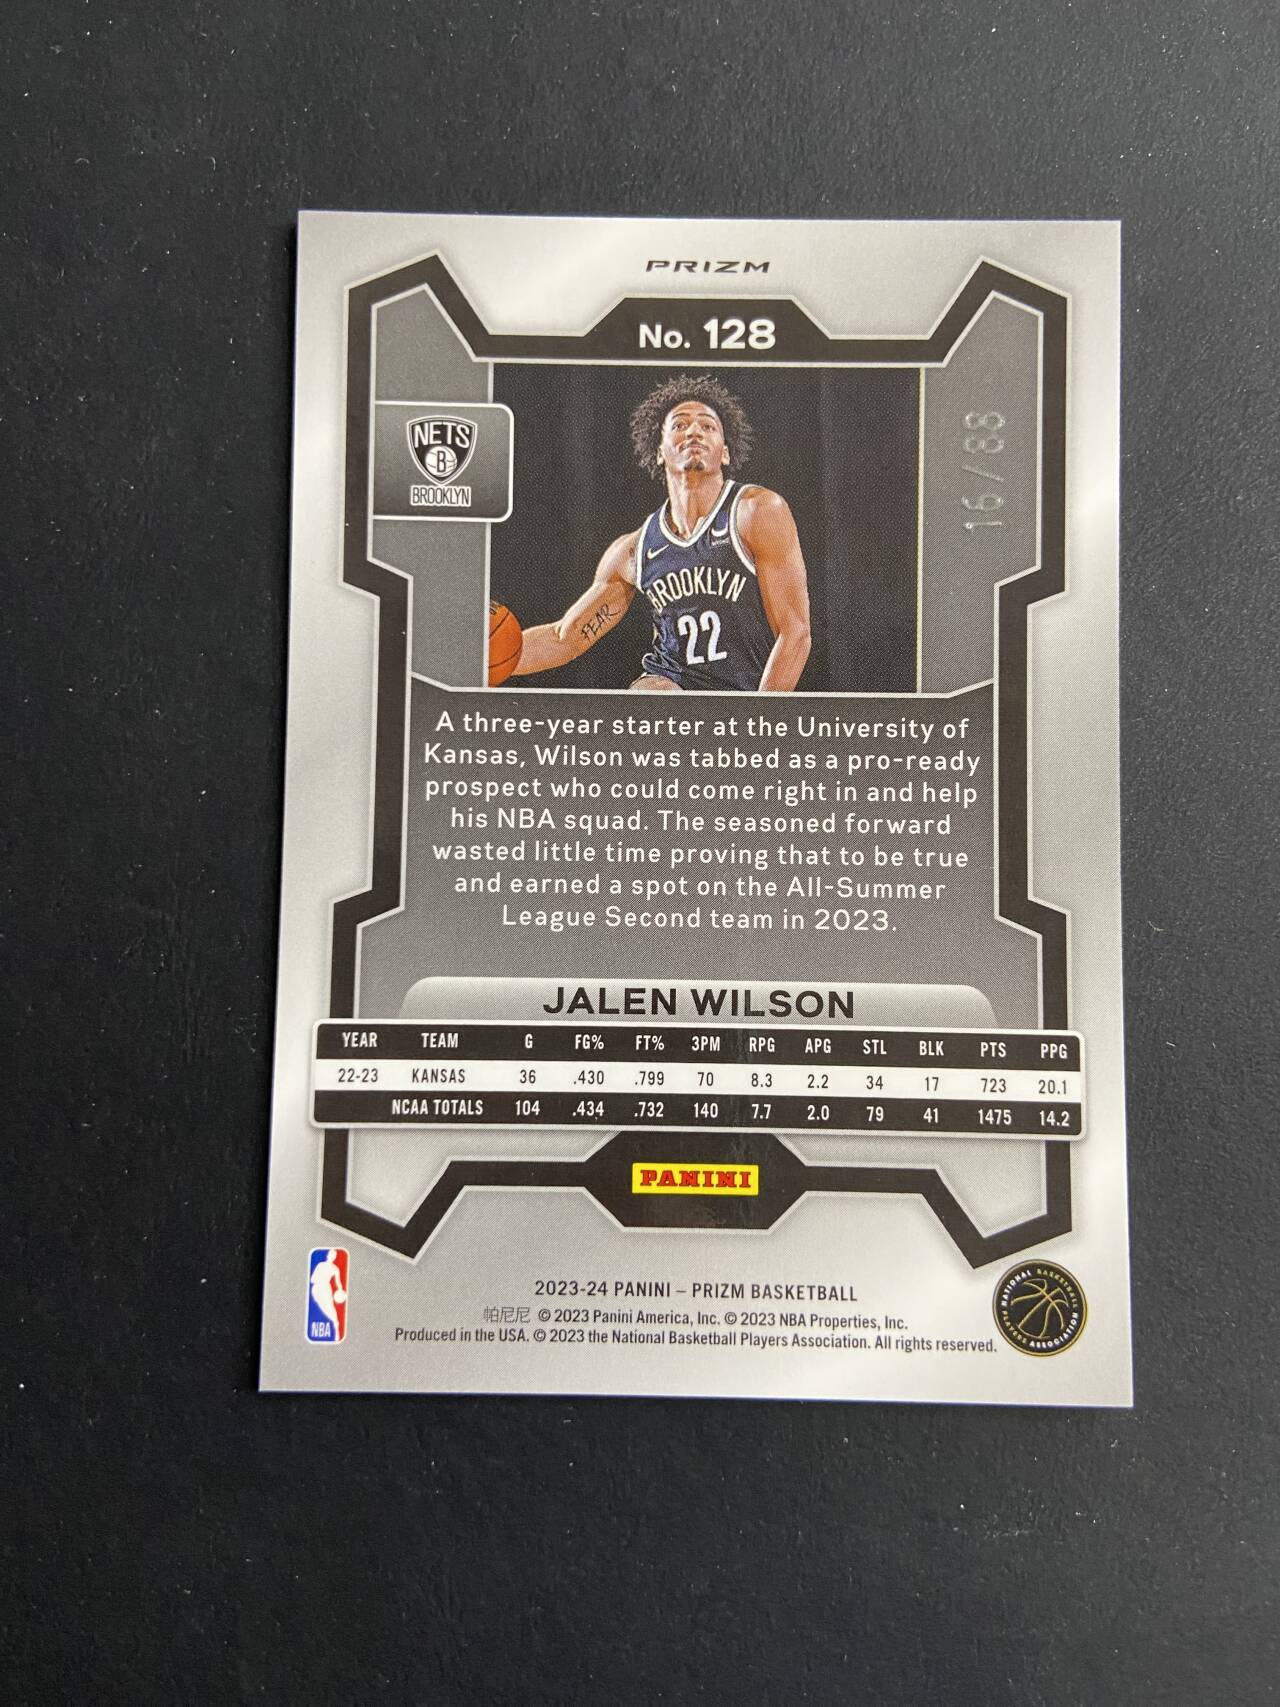 PRIZM
No. 128
NETS
B
BROOKLYN
16/88
BROOKLYN
22
FEAR
A three-year starter at the University of
Kansas, Wilson was tabbed as a pro-ready
prospect who could come right in and help
his NBA squad. The seasoned forward
wasted little time proving that to be true
and earned a spot on the All-Summer
League Second team in 2023.
JALEN WILSON
YEAR TEAM G FG% FT% 3PM RPG APG STL BLK PTS PPG
22-23 KANSAS 36 .430 .799 70 8.3 2.2 34 17 723 20.1
NCAA TOTALS 104 .434 .732 140 7.7 2.0 79 41 1475 14.2
PANINI
NBA
2023-24 PANINI – PRIZM BASKETBALL
帕尼尼 © 2023 Panini America, Inc. © 2023 NBA Properties, Inc.
Produced in the USA. © 2023 the National Basketball Players Association. All rights reserved.
NATIONAL BASKETBALL
PLAYERS ASSOCIATION